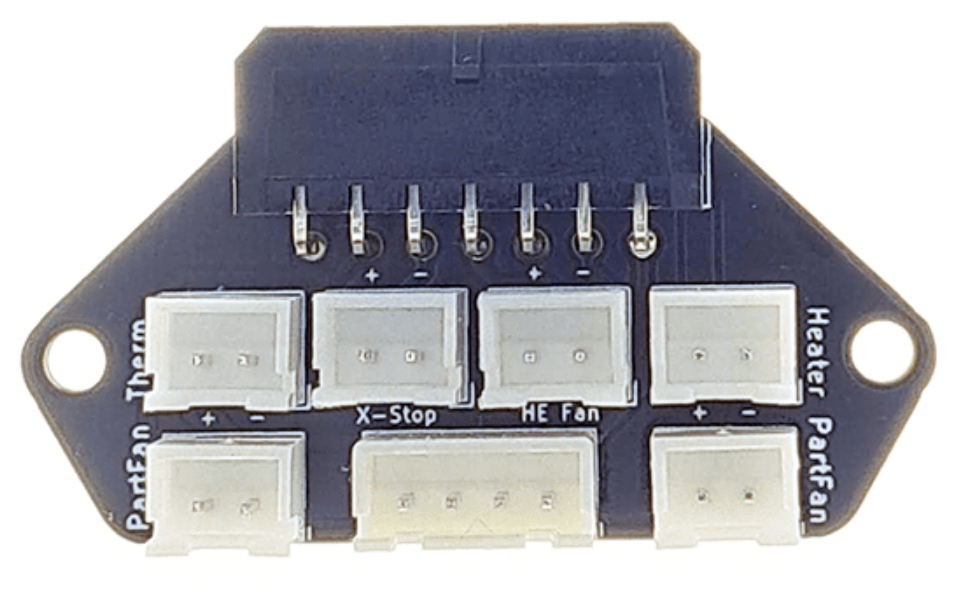 + - + -
Therm
Heater
+ - X-Stop HE Fan + -
PartFan
PartFan